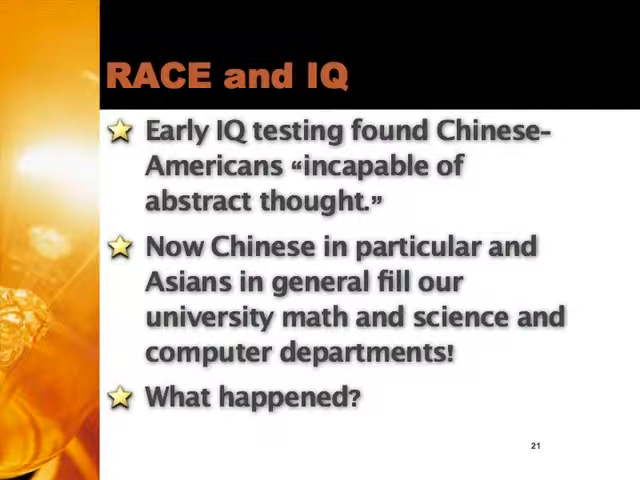 RACE and IQ
Early IQ testing found Chinese-
Americans “incapable of
abstract thought.”
Now Chinese in particular and
Asians in general fill our
university math and science and
computer departments!
What happened?
21